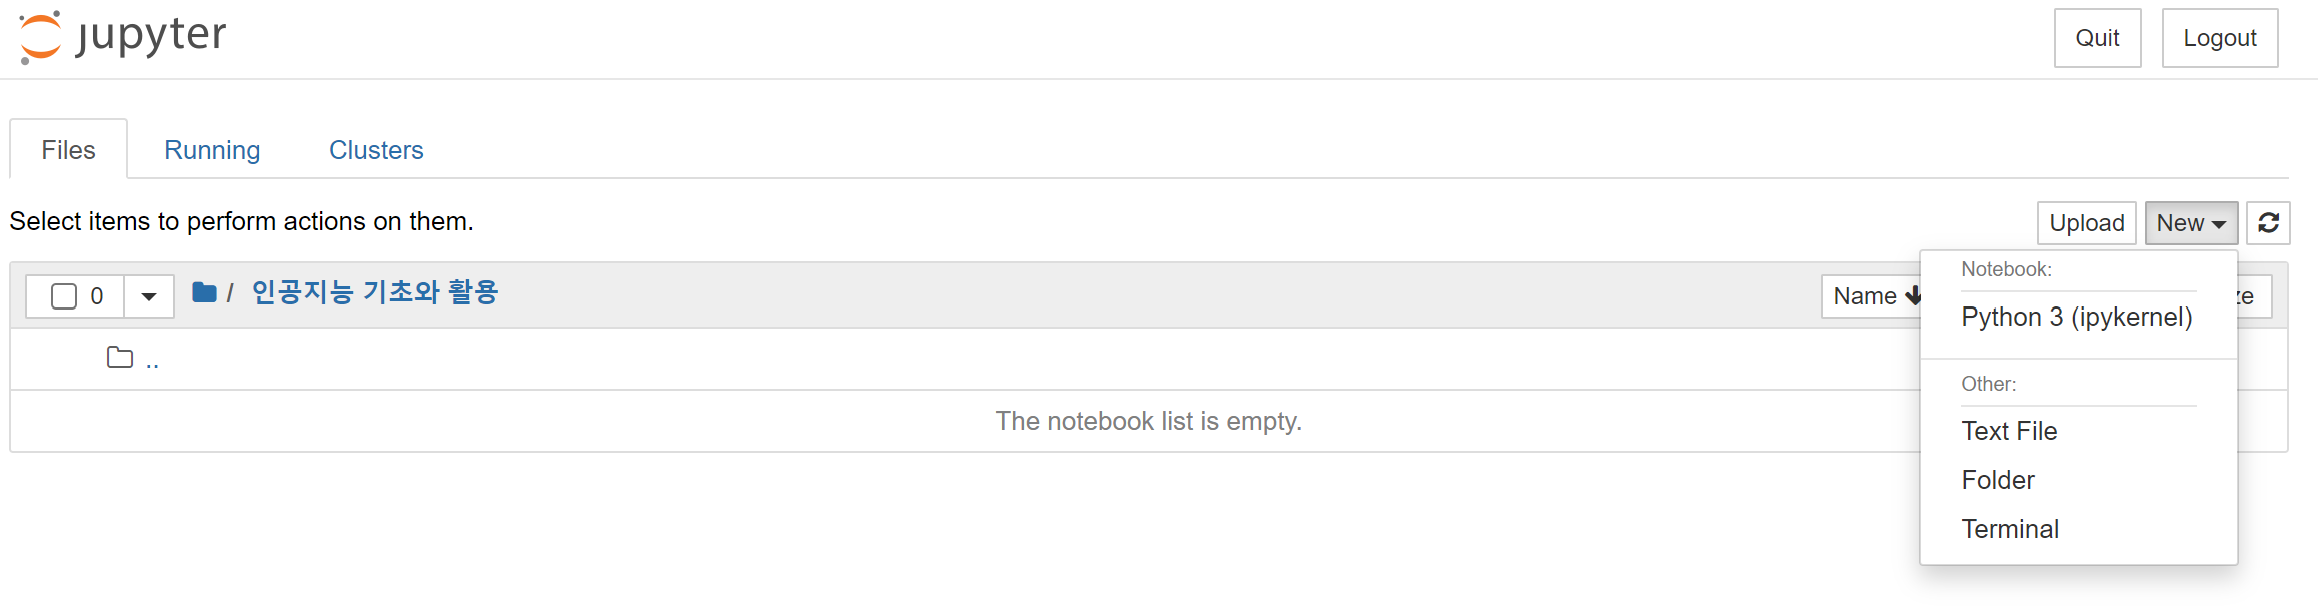 jupyter
Quit
Logout
Files
Running
Clusters
Select items to perform actions on them.
Upload
New
0
/ 인공지능 기초와 활용
Name
Notebook:
Python 3 (ipykernel)
Other:
Text File
Folder
Terminal
..
The notebook list is empty.